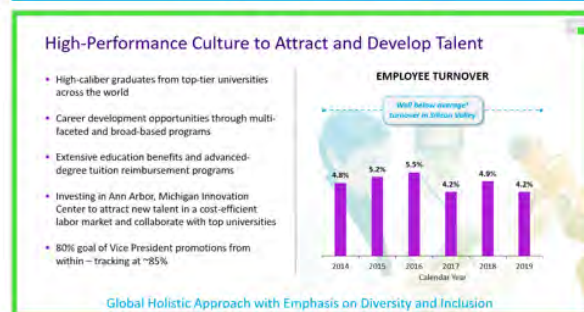 High-Performance Culture to Attract and Develop Talent
• High-caliber graduates from top-tier universities
across the world
• Career development opportunities through multi-
faceted and broad-based programs
• Extensive education benefits and advanced-
degree tuition reimbursement programs
• Investing in Ann Arbor, Michigan Innovation
Center to attract new talent in a cost-efficient
labor market and collaborate with top universities
• 80% goal of Vice President promotions from
within – tracking at ~85%
EMPLOYEE TURNOVER
Well below average*
turnover in Silicon Valley
4.8% 5.2% 5.5% 4.2% 4.9% 4.2%
2014 2015 2016 2017 2018 2019
Calendar Year
Global Holistic Approach with Emphasis on Diversity and Inclusion